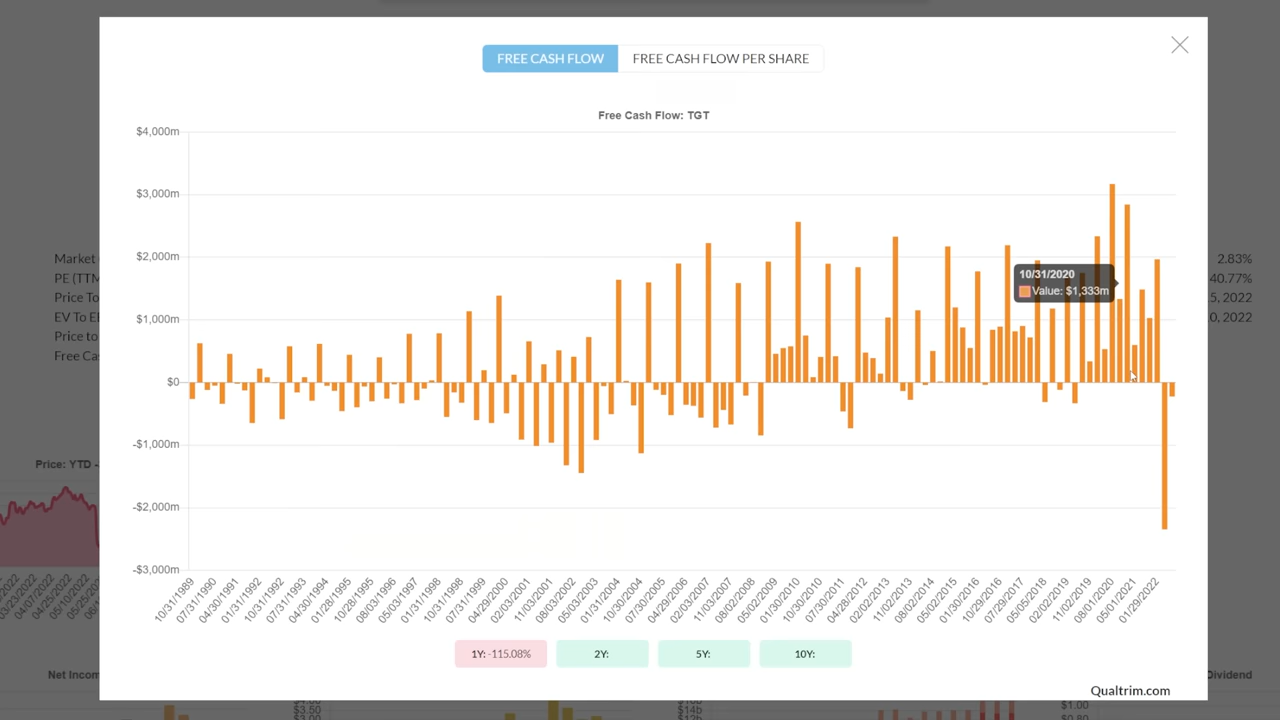 FREE CASH FLOW
FREE CASH FLOW PER SHARE
Free Cash Flow: TGT
$4,000m
$3,000m
$2,000m
$1,000m
$0
-$1,000m
-$2,000m
-$3,000m
10/31/2020
Value: $1,333m
10/31/1989
07/31/1990
04/30/1991
01/31/1992
10/31/1992
07/31/1993
04/30/1994
01/28/1995
10/28/1995
08/03/1996
05/03/1997
01/31/1998
10/31/1998
07/31/1999
04/29/2000
02/03/2001
11/03/2001
08/03/2002
05/03/2003
01/31/2004
10/30/2004
07/30/2005
04/29/2006
02/03/2007
11/03/2007
08/02/2008
05/02/2009
01/30/2010
10/30/2010
07/30/2011
04/28/2012
02/02/2013
11/02/2013
08/02/2014
05/02/2015
01/30/2016
10/29/2016
07/29/2017
05/05/2018
02/02/2019
11/02/2019
08/01/2020
05/01/2021
01/29/2022
1Y: -115.08%
2Y:
5Y:
10Y:
Qualtrim.com
Market
PE (TTM
Price To
EV To E
Price to
Free Ca
2.83%
40.77%
5, 2022
0, 2022
Price: YTD -
Net Incom
Dividend
$3.50
$14b
$1.00